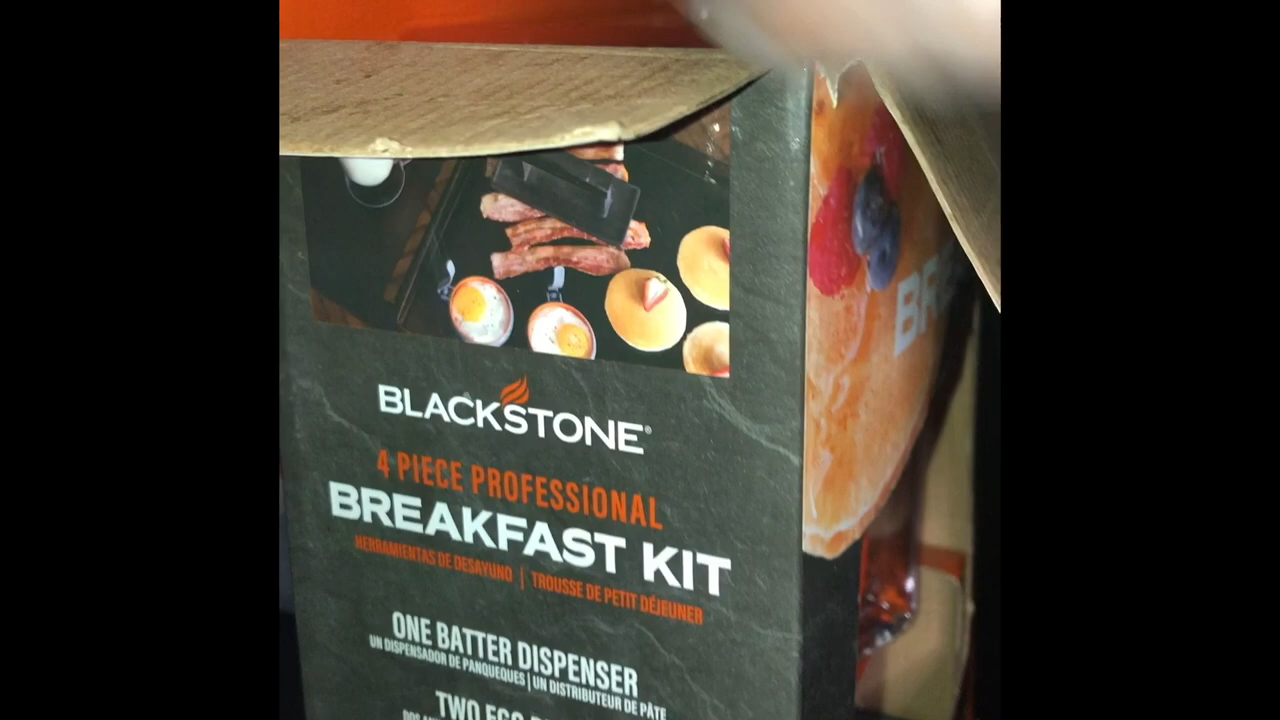 BLACKSTONE®
4 PIECE PROFESSIONAL
BREAKFAST KIT
HERRAMIENTAS DE DESAYUNO | TROUSSE DE PETIT DÉJEUNER
ONE BATTER DISPENSER
UN DISPENSADOR DE PANQUEQUES | UN DISTRIBUTEUR DE PÂTE
TWO EGG